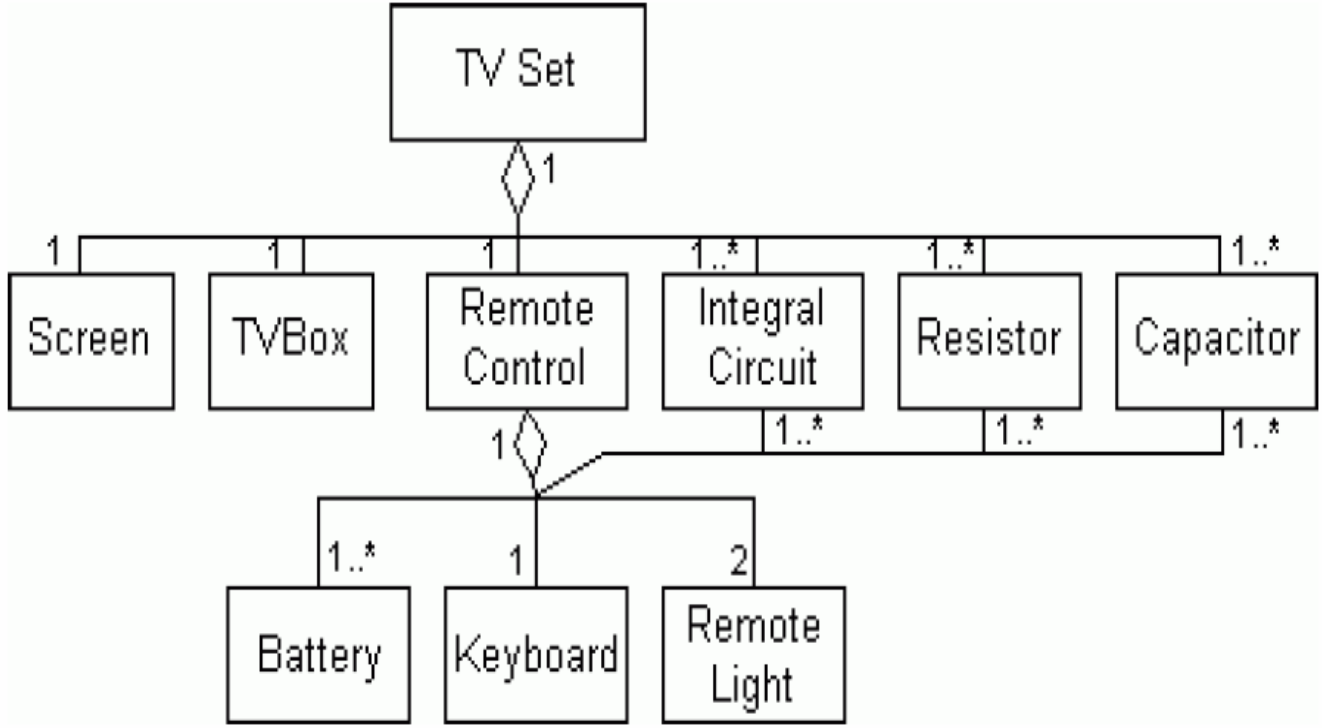 TV Set
1
1
1
1
1..*
1..*
1..*
Screen
TVBox
Remote
Control
Integral
Circuit
Resistor
Capacitor
1
1..*
1..*
1..*
1..*
1
2
Battery
Keyboard
Remote
Light